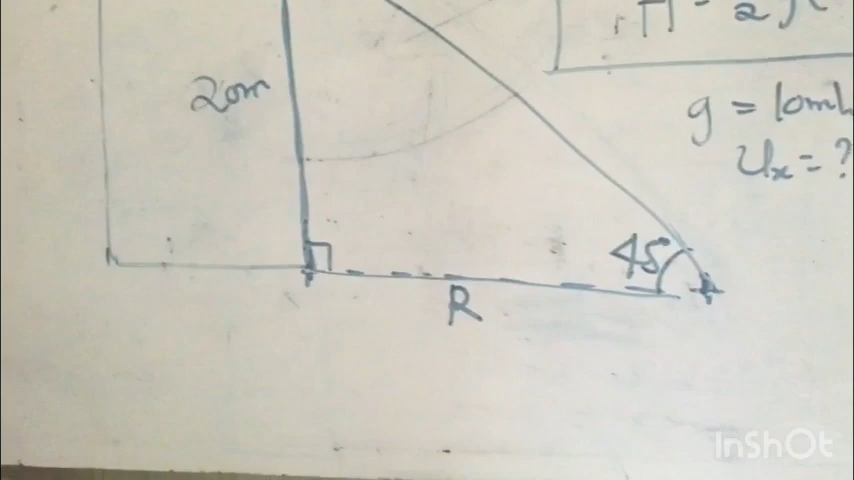 20m
g = 10m
Ux = ?
45
R
InShOt